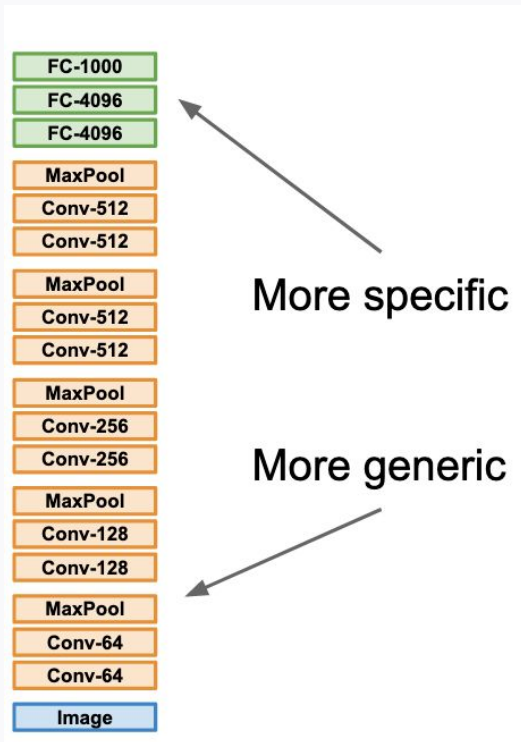 FC-1000
FC-4096
FC-4096
MaxPool
Conv-512
Conv-512
MaxPool
Conv-512
Conv-512
MaxPool
Conv-256
Conv-256
MaxPool
Conv-128
Conv-128
MaxPool
Conv-64
Conv-64
Image
More specific
More generic